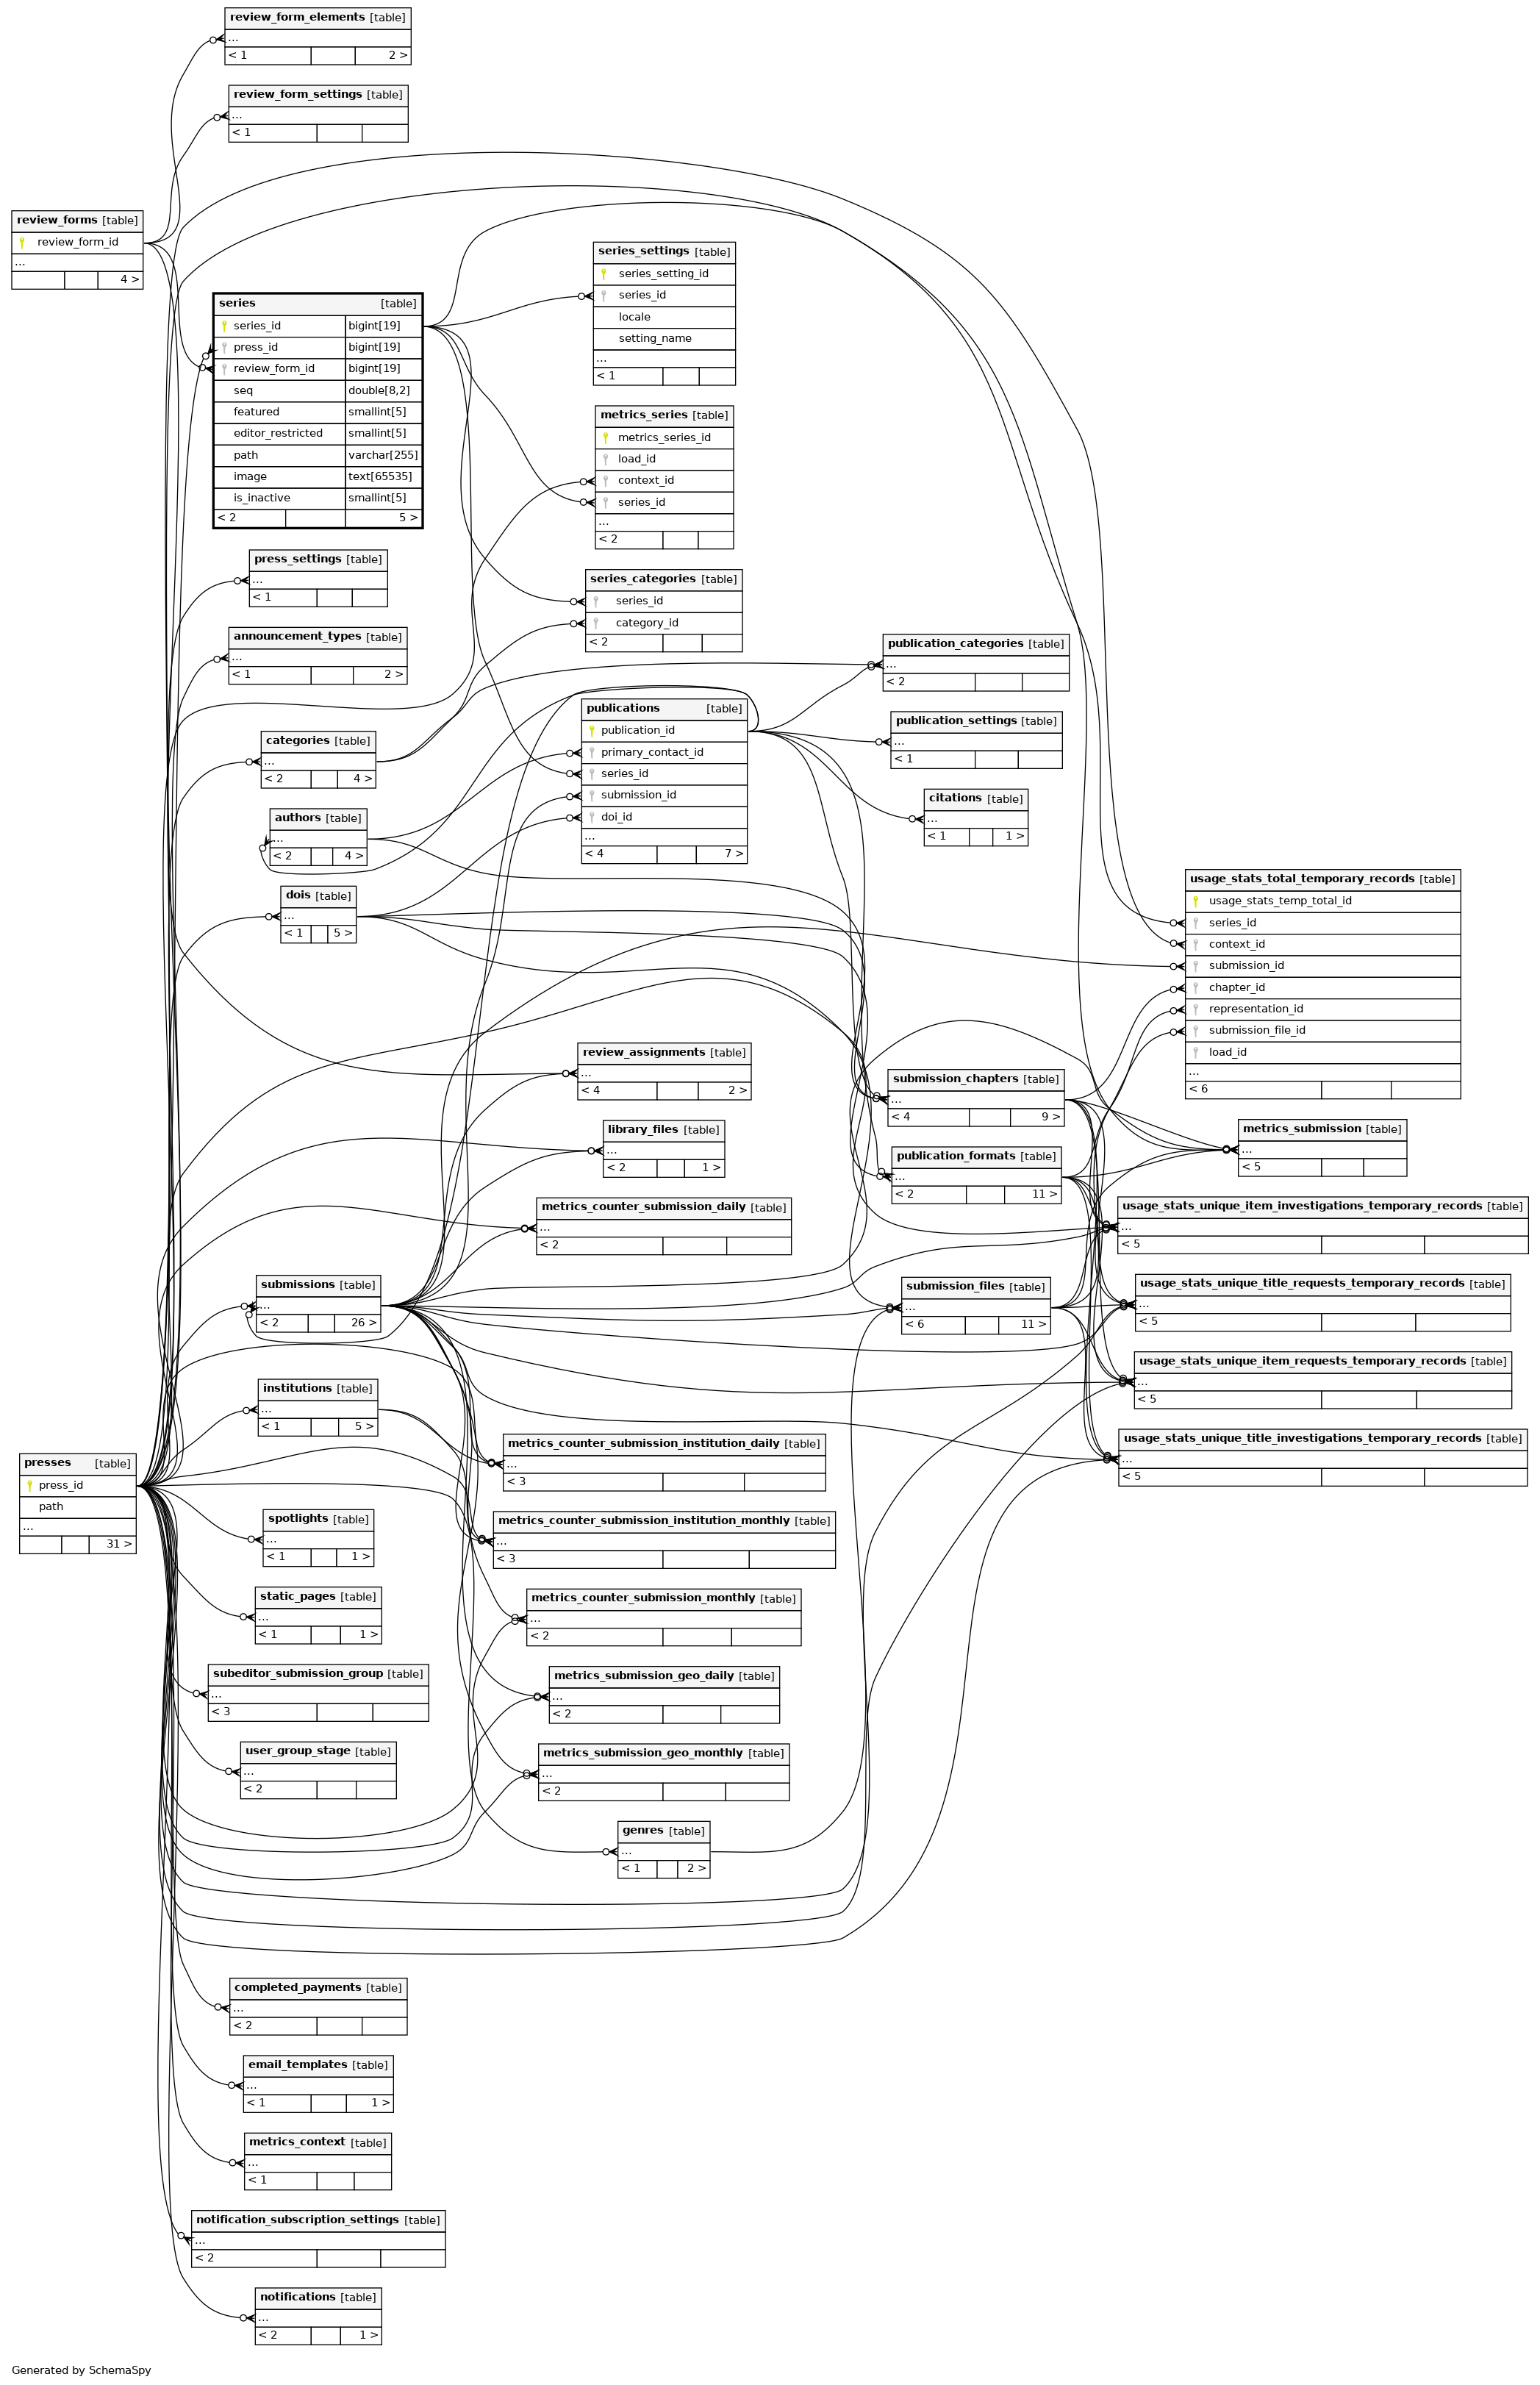 review_form_elements [table]
...
< 1 2 >
review_form_settings [table]
...
< 1
review_forms [table]
review_form_id
...
4 >
series [table]
series_id bigint[19]
press_id bigint[19]
review_form_id bigint[19]
seq double[8,2]
featured smallint[5]
editor_restricted smallint[5]
path varchar[255]
image text[65535]
is_inactive smallint[5]
< 2 5 >
series_settings [table]
series_setting_id
series_id
locale
setting_name
...
< 1
metrics_series [table]
metrics_series_id
load_id
context_id
series_id
...
< 2
press_settings [table]
...
< 1
series_categories [table]
series_id
category_id
< 2
announcement_types [table]
...
< 1 2 >
publication_categories [table]
...
< 2
publications [table]
publication_id
primary_contact_id
series_id
submission_id
doi_id
...
< 4 7 >
publication_settings [table]
...
< 1
categories [table]
...
< 2 4 >
citations [table]
...
< 1 1 >
authors [table]
...
< 2 4 >
dois [table]
...
< 1 5 >
usage_stats_total_temporary_records [table]
usage_stats_temp_total_id
series_id
context_id
submission_id
chapter_id
representation_id
submission_file_id
load_id
...
< 6
review_assignments [table]
...
< 4 2 >
submission_chapters [table]
...
< 4 9 >
library_files [table]
...
< 2 1 >
metrics_submission [table]
...
< 5
publication_formats [table]
...
< 2 11 >
metrics_counter_submission_daily [table]
...
< 2
usage_stats_unique_item_investigations_temporary_records [table]
...
< 5
submissions [table]
...
< 2 26 >
submission_files [table]
...
< 6 11 >
usage_stats_unique_title_requests_temporary_records [table]
...
< 5
usage_stats_unique_item_requests_temporary_records [table]
...
< 5
institutions [table]
...
< 1 5 >
metrics_counter_submission_institution_daily [table]
...
< 3
usage_stats_unique_title_investigations_temporary_records [table]
...
< 5
presses [table]
press_id
path
...
31 >
spotlights [table]
...
< 1 1 >
metrics_counter_submission_institution_monthly [table]
...
< 3
static_pages [table]
...
< 1 1 >
metrics_counter_submission_monthly [table]
...
< 2
subeditor_submission_group [table]
...
< 3
metrics_submission_geo_daily [table]
...
< 2
user_group_stage [table]
...
< 2
metrics_submission_geo_monthly [table]
...
< 2
genres [table]
...
< 1 2 >
completed_payments [table]
...
< 2
email_templates [table]
...
< 1 1 >
metrics_context [table]
...
< 1
notification_subscription_settings [table]
...
< 2
notifications [table]
...
< 2 1 >
Generated by SchemaSpy